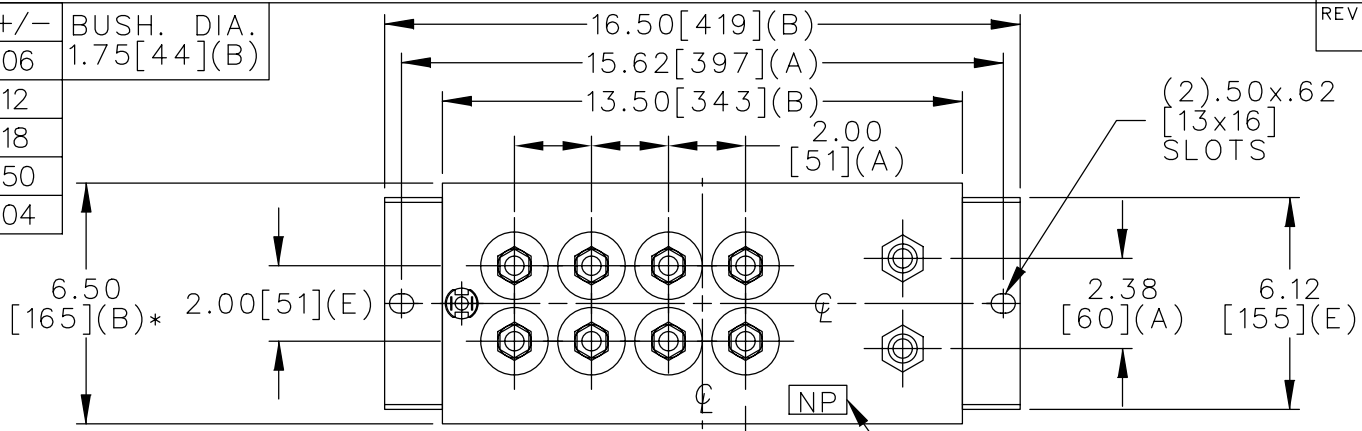 +/-
06
12
18
50
04
BUSH. DIA.
1.75[44](B)
16.50[419](B)
15.62[397](A)
13.50[343](B)
2.00
[51](A)
REV
(2).50x.62
[13x16]
SLOTS
6.50
[165](B)*
2.00[51](E)
2.38
[60](A)
6.12
[155](E)
℄
℄
NP